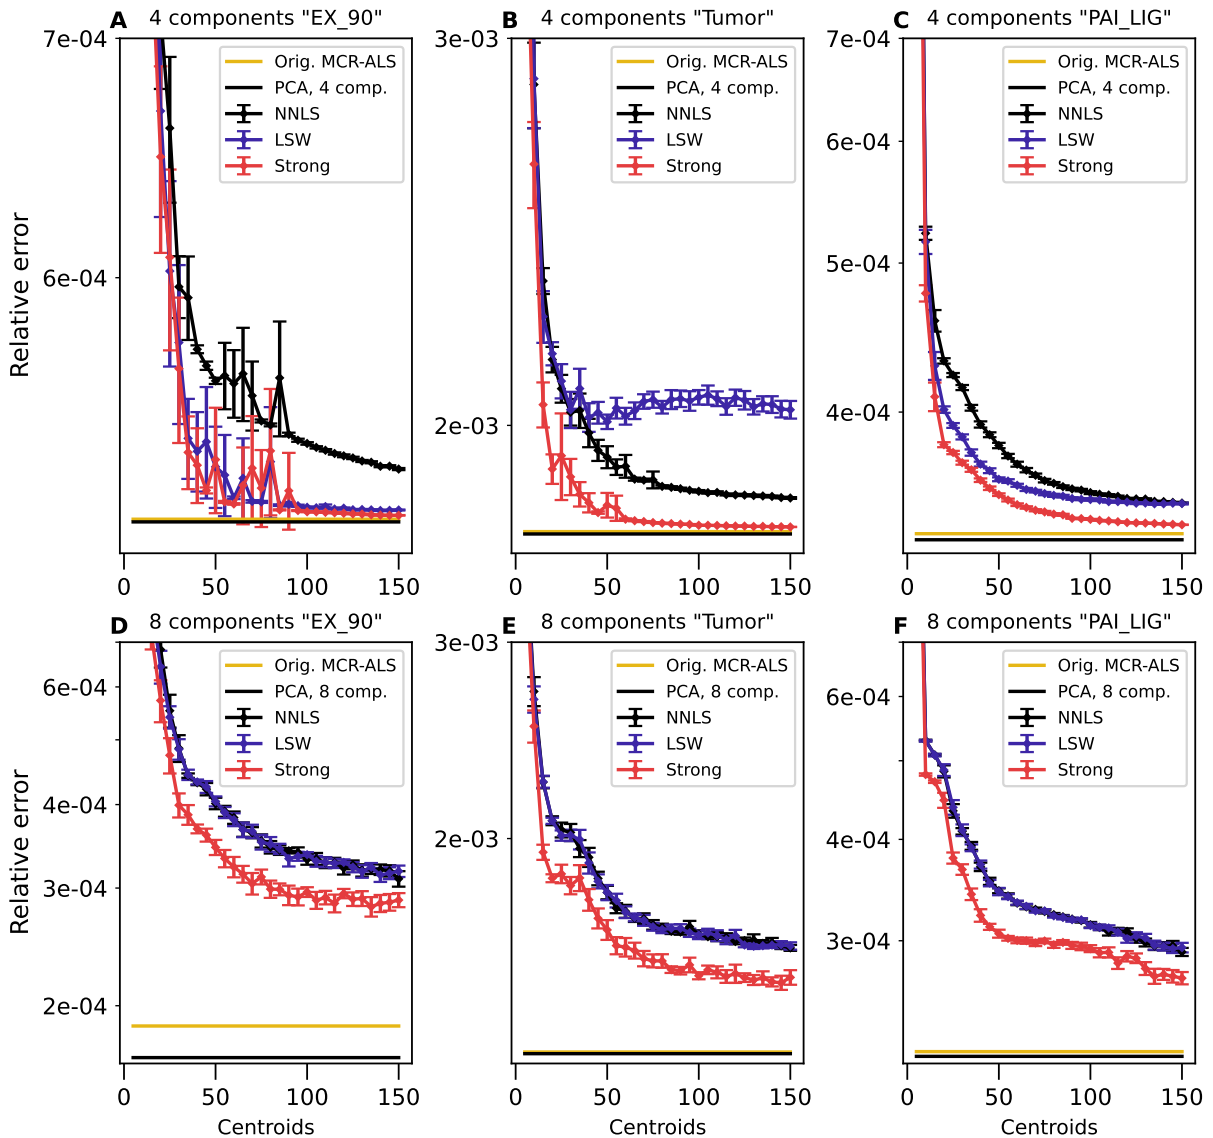 A 4 components "EX_90"
7e-04
6e-04
Relative error
Orig. MCR-ALS
PCA, 4 comp.
NNLS
LSW
Strong
0 50 100 150
B 4 components "Tumor"
3e-03
2e-03
Orig. MCR-ALS
PCA, 4 comp.
NNLS
LSW
Strong
0 50 100 150
C 4 components "PAI_LIG"
7e-04
6e-04
5e-04
4e-04
Orig. MCR-ALS
PCA, 4 comp.
NNLS
LSW
Strong
0 50 100 150
D 8 components "EX_90"
6e-04
4e-04
3e-04
2e-04
Relative error
Orig. MCR-ALS
PCA, 8 comp.
NNLS
LSW
Strong
0 50 100 150
Centroids
E 8 components "Tumor"
3e-03
2e-03
Orig. MCR-ALS
PCA, 8 comp.
NNLS
LSW
Strong
0 50 100 150
Centroids
F 8 components "PAI_LIG"
6e-04
4e-04
3e-04
Orig. MCR-ALS
PCA, 8 comp.
NNLS
LSW
Strong
0 50 100 150
Centroids